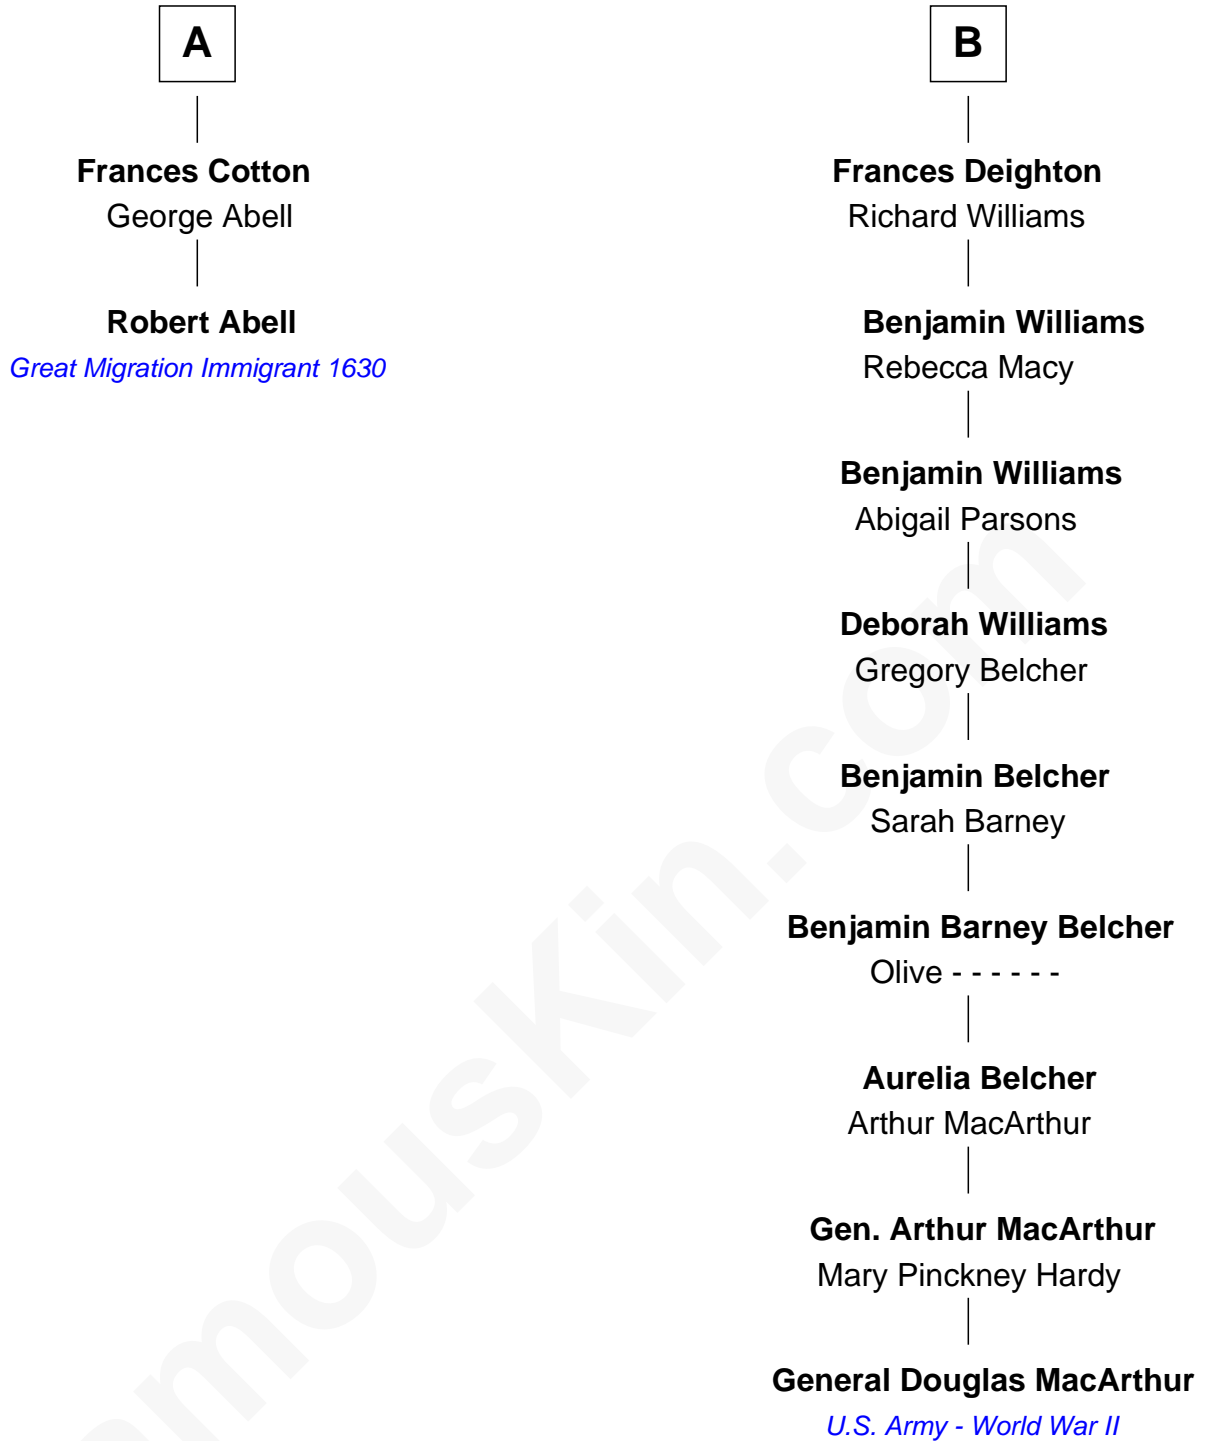 A
Frances Cotton
George Abell
Robert Abell
Great Migration Immigrant 1630
B
Frances Deighton
Richard Williams
Benjamin Williams
Rebecca Macy
Benjamin Williams
Abigail Parsons
Deborah Williams
Gregory Belcher
Benjamin Belcher
Sarah Barney
Benjamin Barney Belcher
Olive - - - - - -
Aurelia Belcher
Arthur MacArthur
Gen. Arthur MacArthur
Mary Pinckney Hardy
General Douglas MacArthur
U.S. Army - World War II
amouskin.com